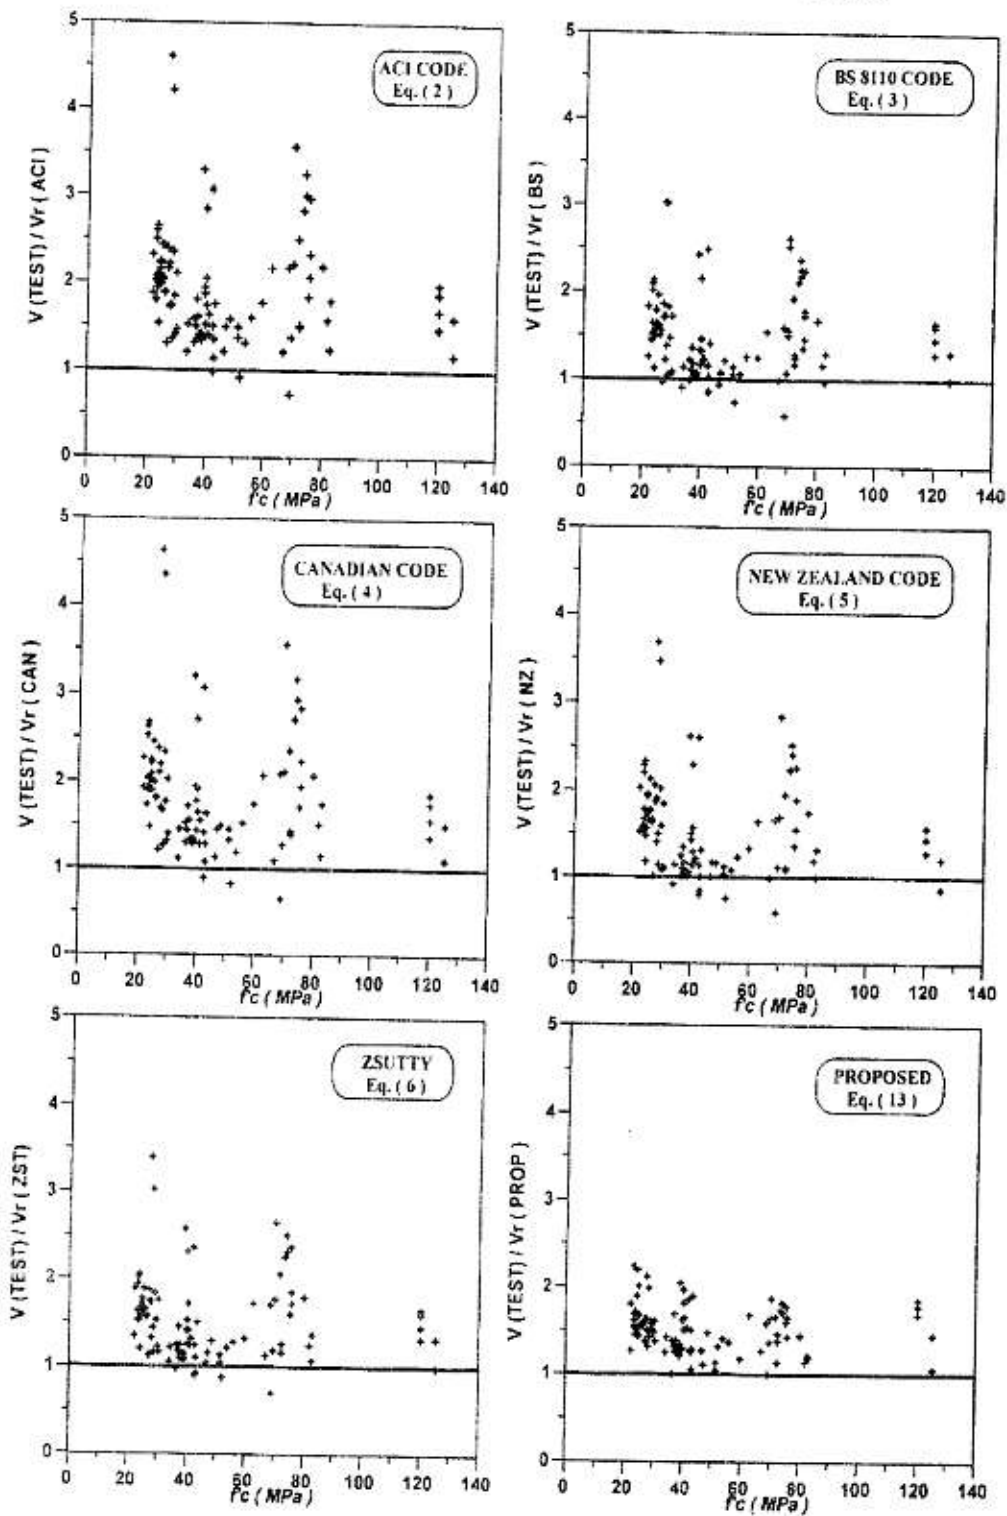 5
4
3
2
1
0
V (TEST) / Vr ( ACI )
ACI CODE
Eq. ( 2 )
0 20 40 60 80 100 120 140
f'c ( MPa )
5
4
3
2
1
0
V (TEST) / Vr ( BS )
BS 8110 CODE
Eq. ( 3 )
0 20 40 60 80 100 120 140
f'c ( MPa )
5
4
3
2
1
0
V (TEST) / Vr ( CAN )
CANADIAN CODE
Eq. ( 4 )
0 20 40 60 80 100 120 140
f'c ( MPa )
5
4
3
2
1
0
V (TEST) / Vr ( NZ )
NEW ZEALAND CODE
Eq. ( 5 )
0 20 40 60 80 100 120 140
f'c ( MPa )
5
4
3
2
1
0
V (TEST) / Vr ( ZST )
ZSUTTY
Eq. ( 6 )
0 20 40 60 80 100 120 140
f'c ( MPa )
5
4
3
2
1
0
V (TEST) / Vr ( PROP )
PROPOSED
Eq. ( 13 )
0 20 40 60 80 100 120 140
f'c ( MPa )